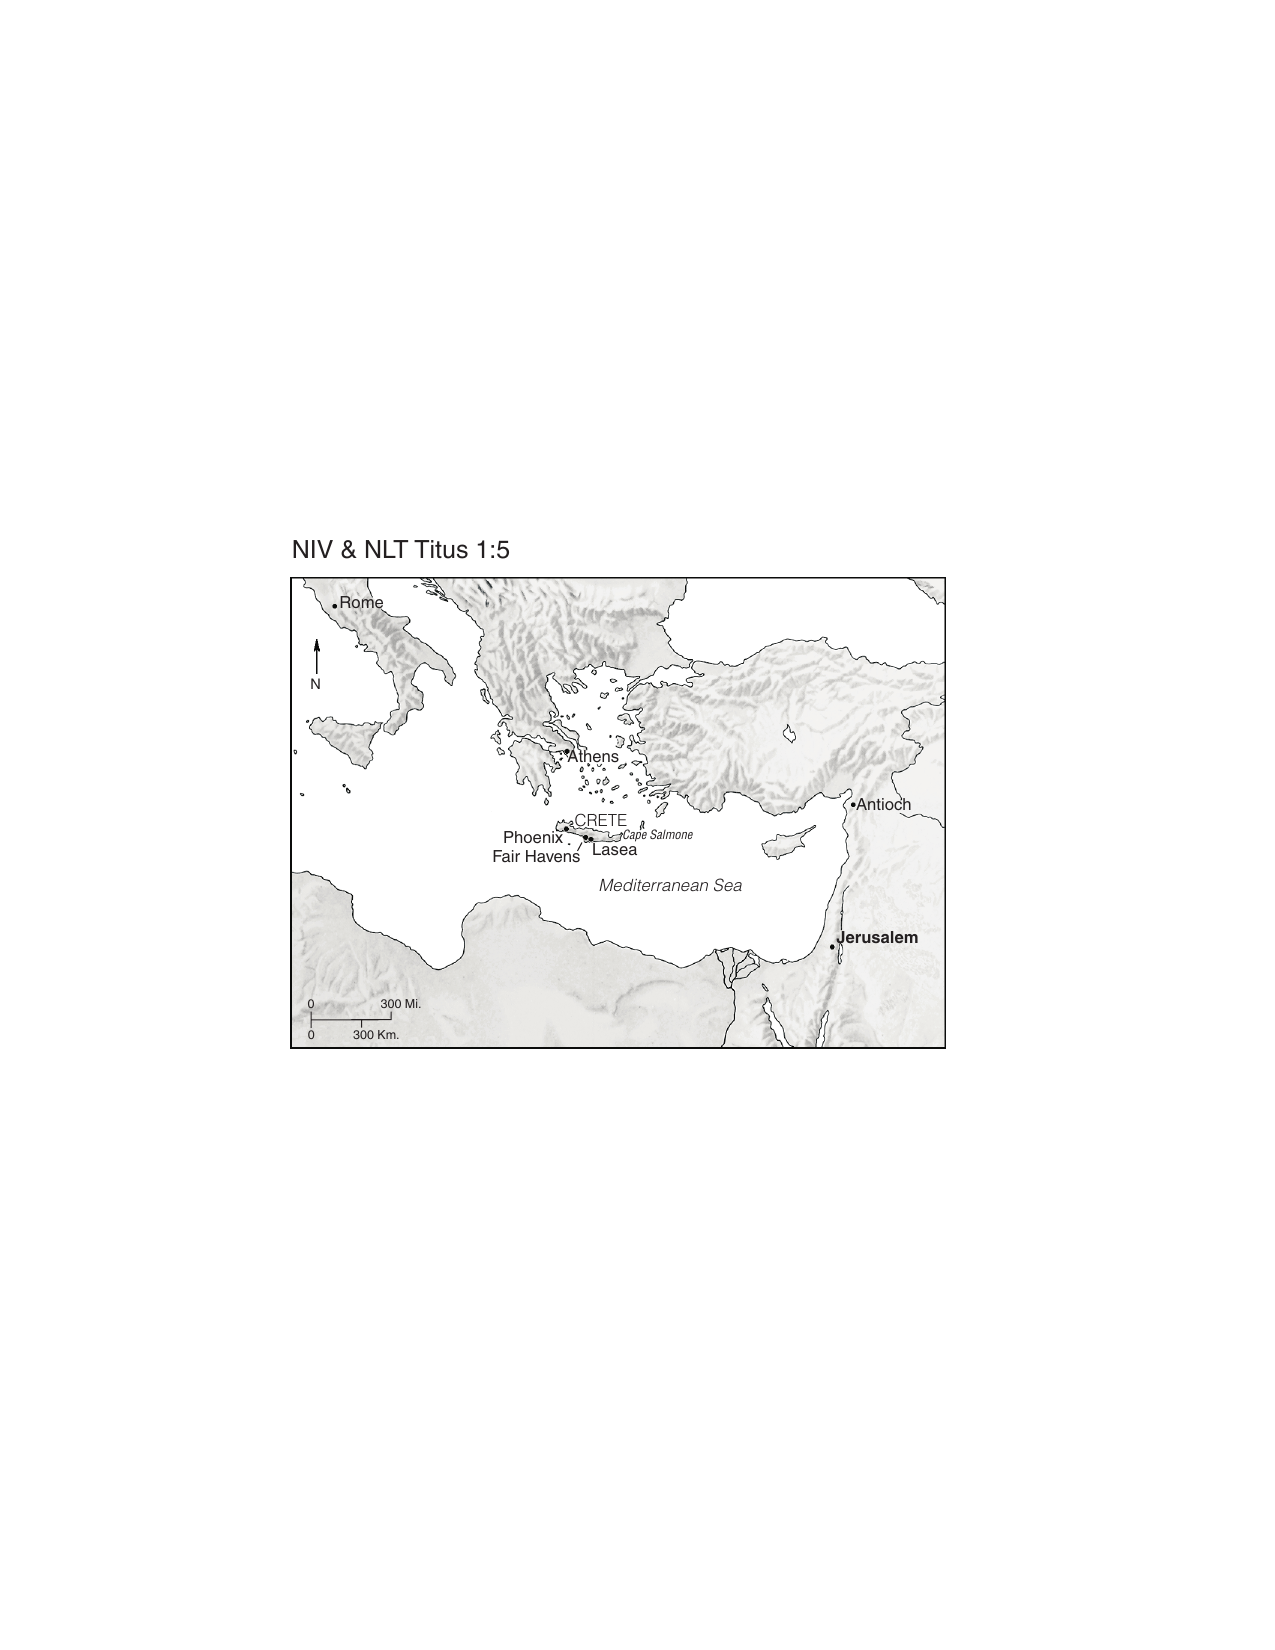 NIV & NLT Titus 1:5
Rome
N
Athens
Antioch
CRETE
Phoenix
Cape Salmone
Fair Havens
Lasea
Mediterranean Sea
Jerusalem
0 300 Mi.
0 300 Km.